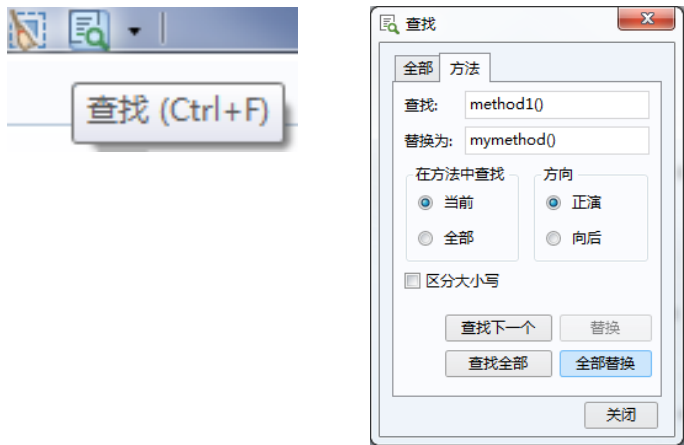 查找 (Ctrl+F)
查找
全部 方法
查找: method1()
替换为: mymethod()
在方法中查找 方向
当前 正演
全部 向后
区分大小写
查找下一个 替换
查找全部 全部替换
关闭